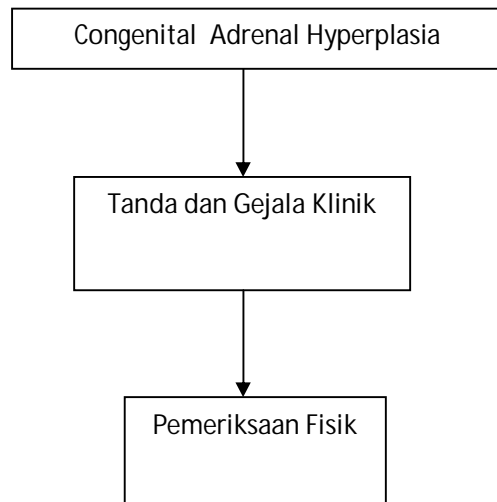 Congenital Adrenal Hyperplasia
Tanda dan Gejala Klinik
Pemeriksaan Fisik